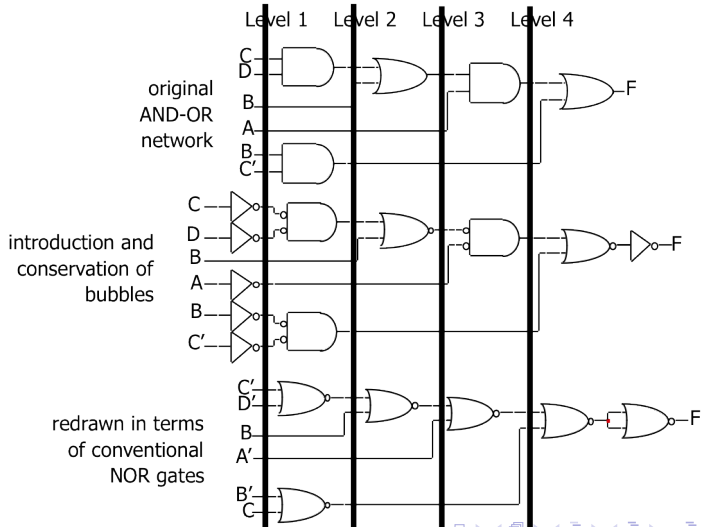 Level 1 Level 2 Level 3 Level 4
C
D
original
AND-OR
network
B
A
B
C'
F
C
D
introduction and
conservation of
bubbles
B
A
B
C'
F
C'
D'
redrawn in terms
of conventional
NOR gates
B
A'
B'
C
F